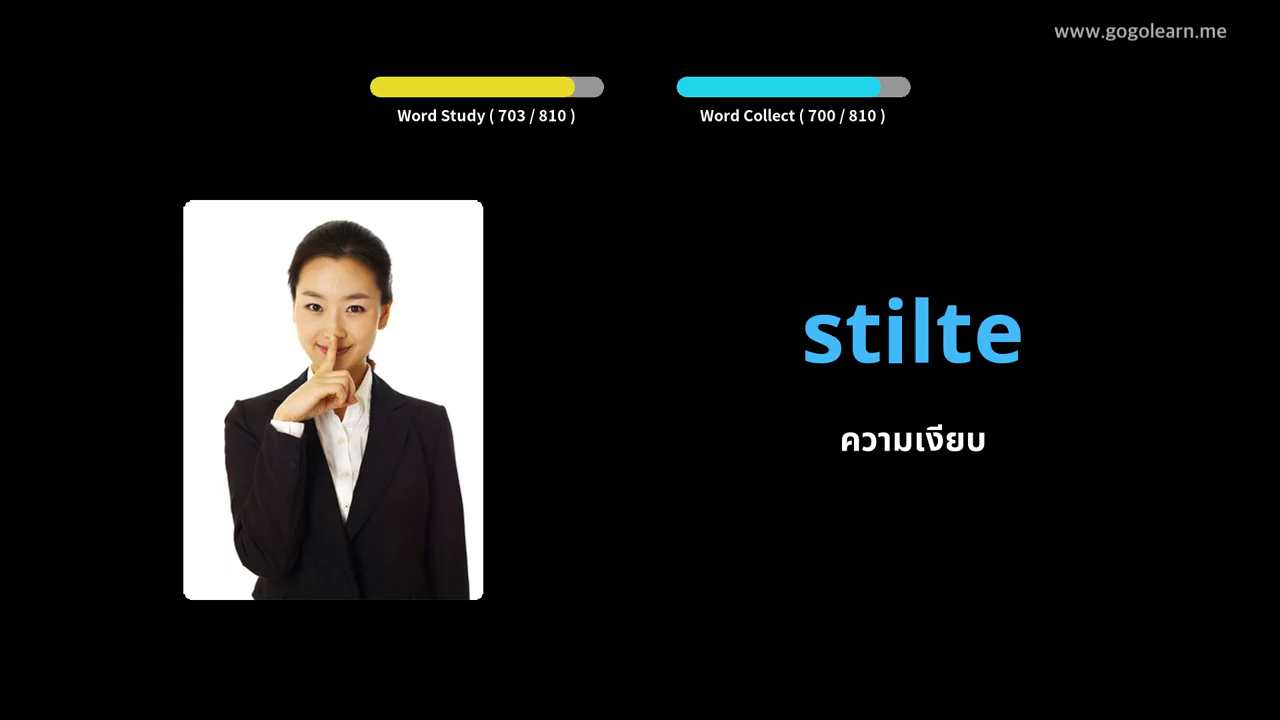 www.gogolearn.me
Word Study ( 703 / 810 )
Word Collect ( 700 / 810 )
stilte
ความเงียบ